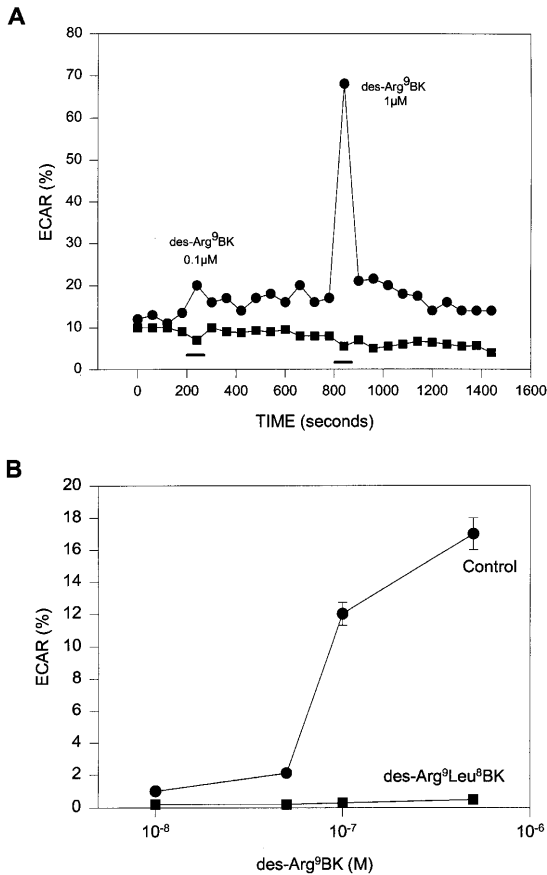 A
80
70
60
50
40
30
20
10
0
ECAR (%)
des-Arg⁹BK
0.1µM
des-Arg⁹BK
1µM
0 200 400 600 800 1000 1200 1400 1600
TIME (seconds)
B
20
18
16
14
12
10
8
6
4
2
0
ECAR (%)
Control
des-Arg⁹Leu⁸BK
10⁻⁸ 10⁻⁷ 10⁻⁶
des-Arg⁹BK (M)